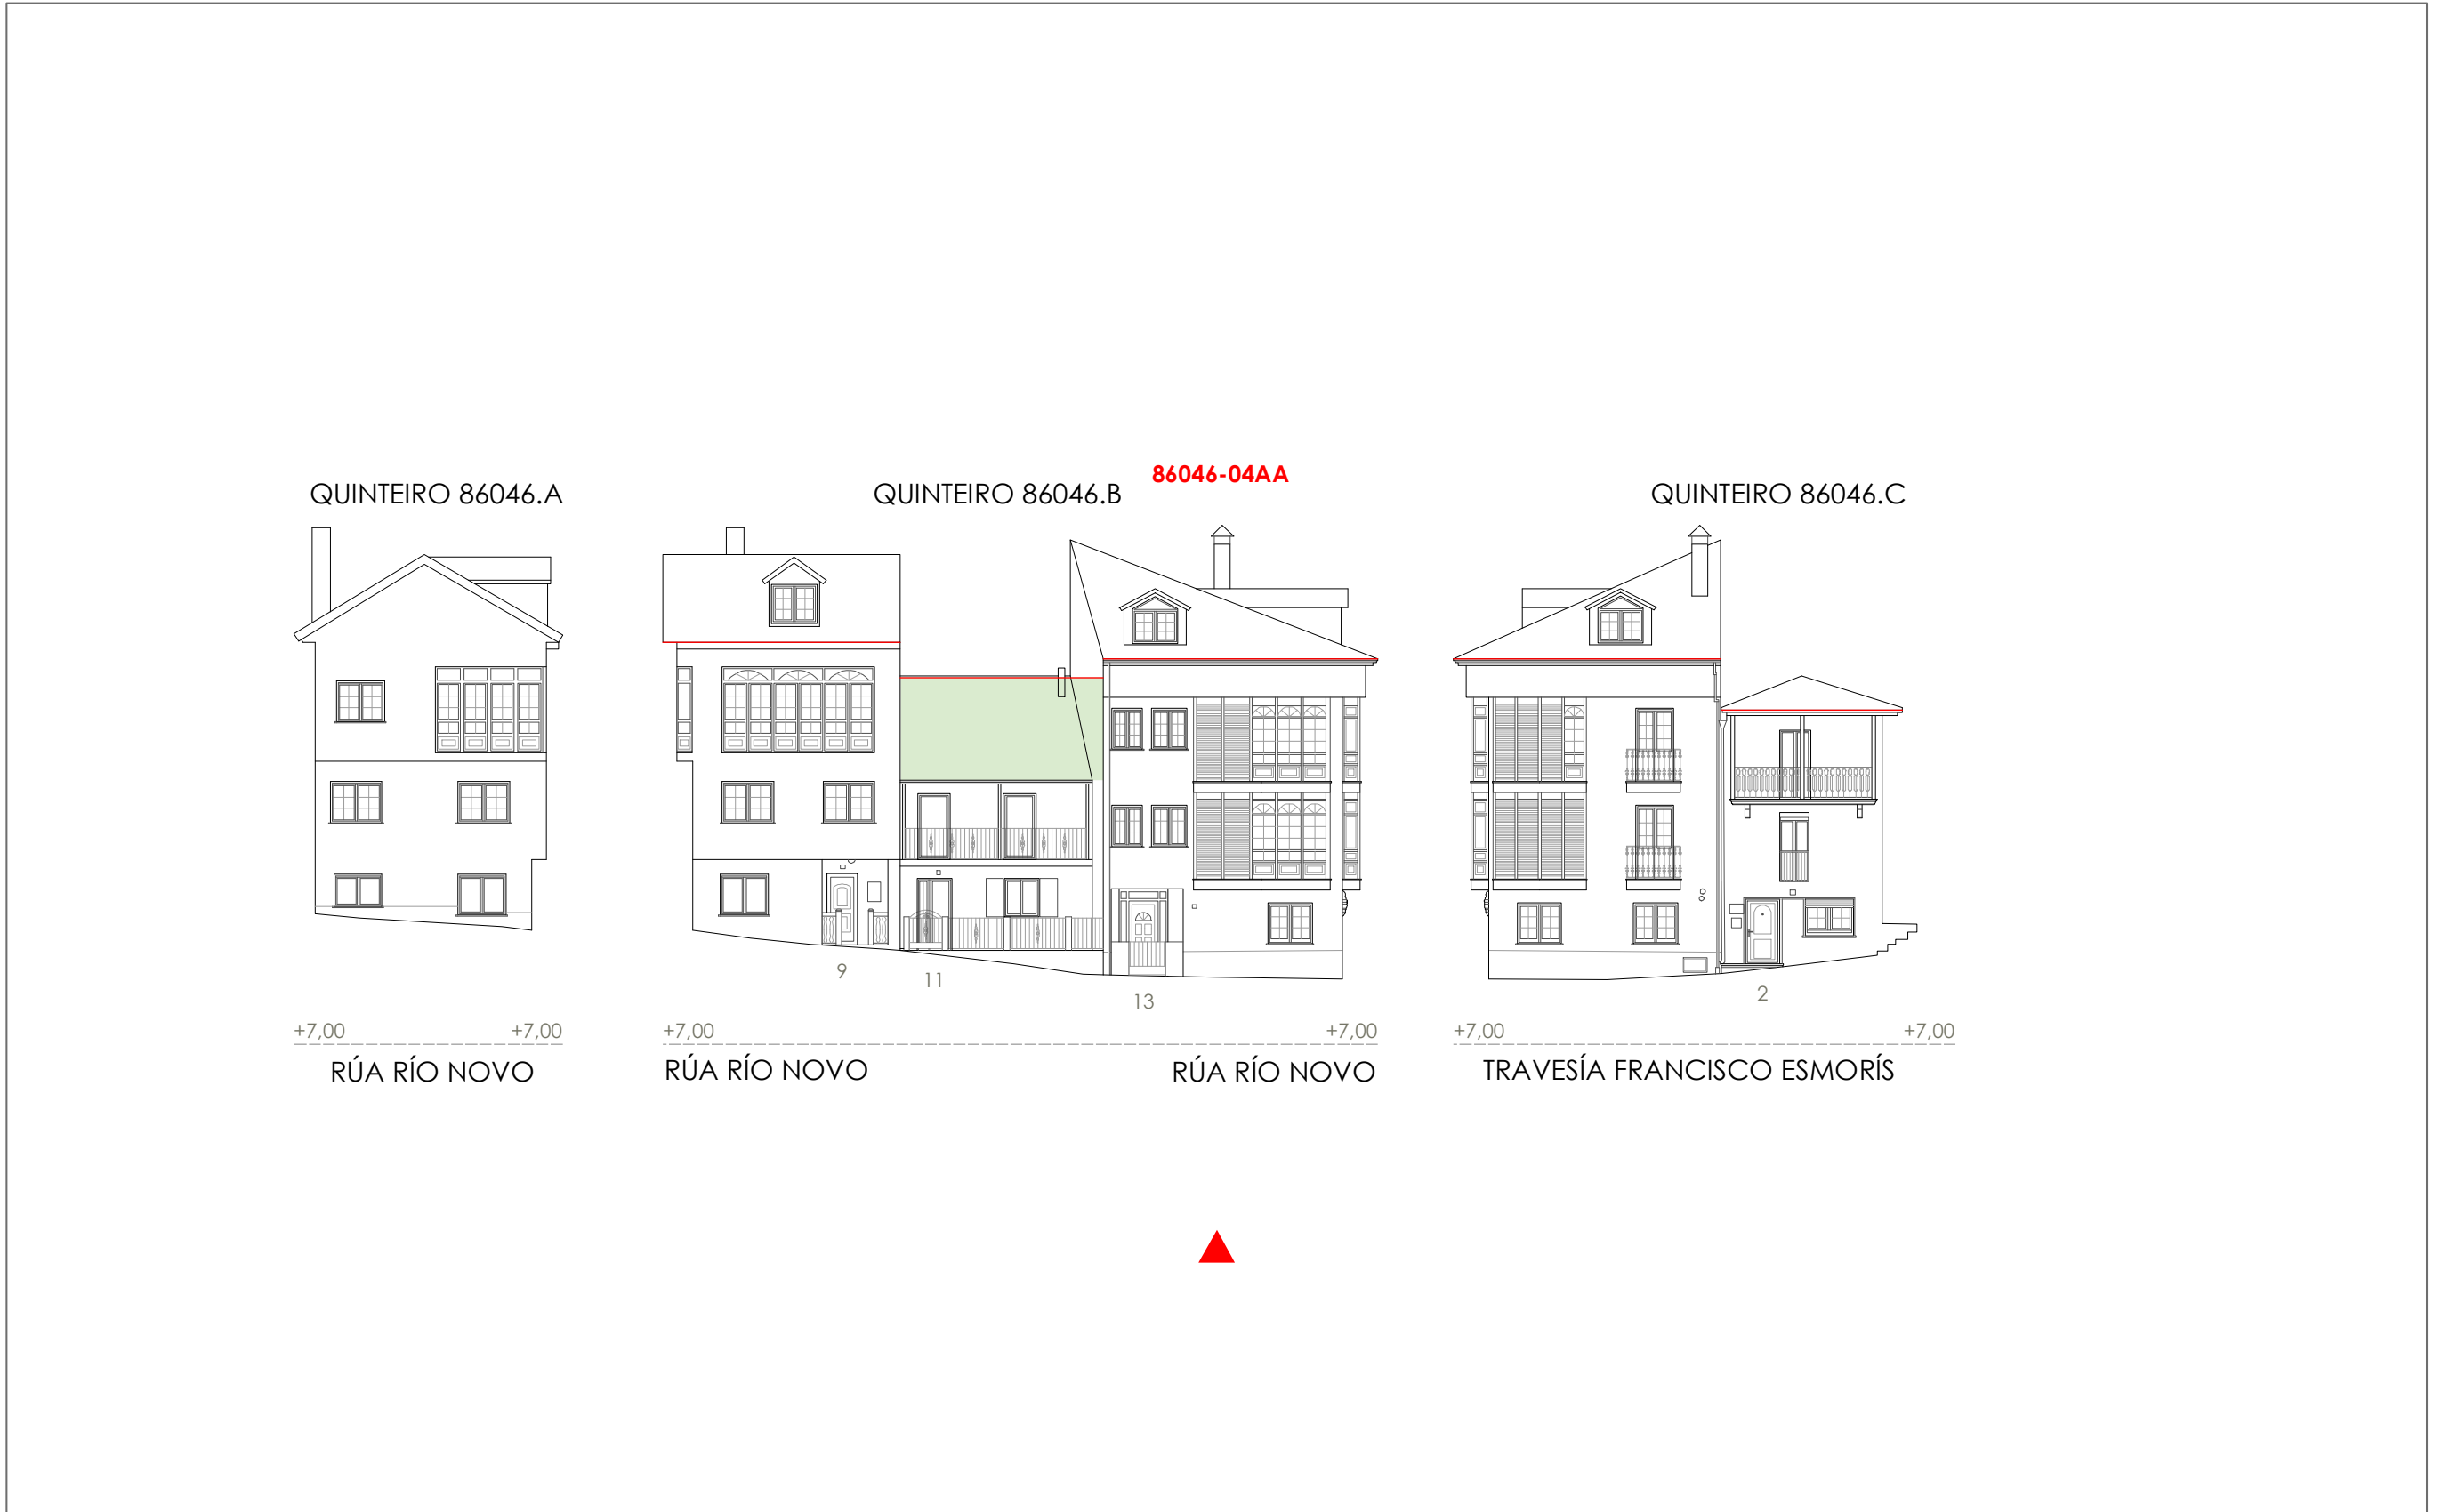 86046-04AA
QUINTEIRO 86046.A
QUINTEIRO 86046.B
QUINTEIRO 86046.C
9
11
13
2
+7,00
+7,00
+7,00
+7,00
+7,00
+7,00
RÚA RÍO NOVO
RÚA RÍO NOVO
RÚA RÍO NOVO
TRAVESÍA FRANCISCO ESMORÍS